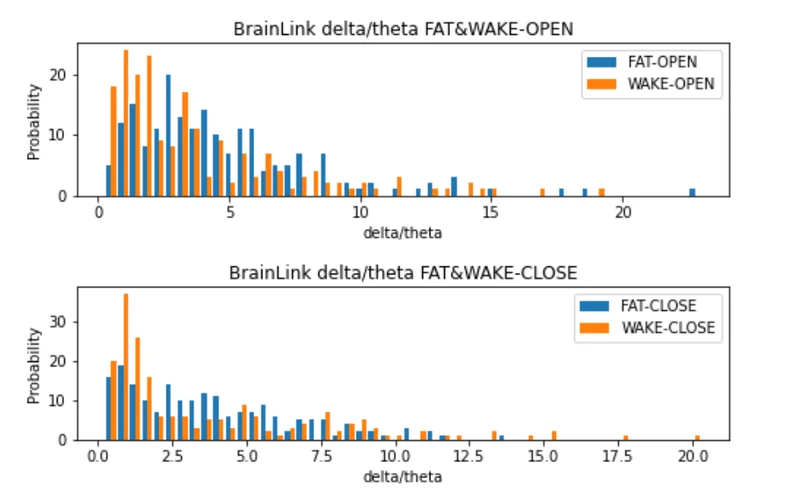 BrainLink delta/theta FAT&WAKE-OPEN
FAT-OPEN
WAKE-OPEN
Probability
20
10
0
0 5 10 15 20
delta/theta
BrainLink delta/theta FAT&WAKE-CLOSE
FAT-CLOSE
WAKE-CLOSE
Probability
30
20
10
0
0.0 2.5 5.0 7.5 10.0 12.5 15.0 17.5 20.0
delta/theta